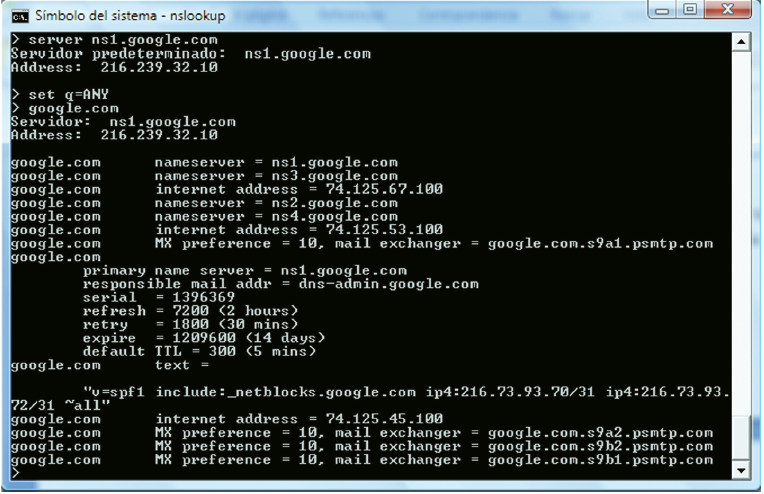 Símbolo del sistema - nslookup
> server ns1.google.com
Servidor predeterminado:  ns1.google.com
Address:  216.239.32.10
> set q=ANY
> google.com
Servidor:  ns1.google.com
Address:  216.239.32.10
google.com      nameserver = ns1.google.com
google.com      nameserver = ns3.google.com
google.com      internet address = 74.125.67.100
google.com      nameserver = ns2.google.com
google.com      nameserver = ns4.google.com
google.com      internet address = 74.125.53.100
google.com      MX preference = 10, mail exchanger = google.com.s9a1.psmtp.com
google.com
        primary name server = ns1.google.com
        responsible mail addr = dns-admin.google.com
        serial  = 1396369
        refresh = 7200 (2 hours)
        retry   = 1800 (30 mins)
        expire  = 1209600 (14 days)
        default TTL = 300 (5 mins)
google.com      text =
        "v=spf1 include:_netblocks.google.com ip4:216.73.93.70/31 ip4:216.73.93.
72/31 ~all"
google.com      internet address = 74.125.45.100
google.com      MX preference = 10, mail exchanger = google.com.s9a2.psmtp.com
google.com      MX preference = 10, mail exchanger = google.com.s9b2.psmtp.com
google.com      MX preference = 10, mail exchanger = google.com.s9b1.psmtp.com
>